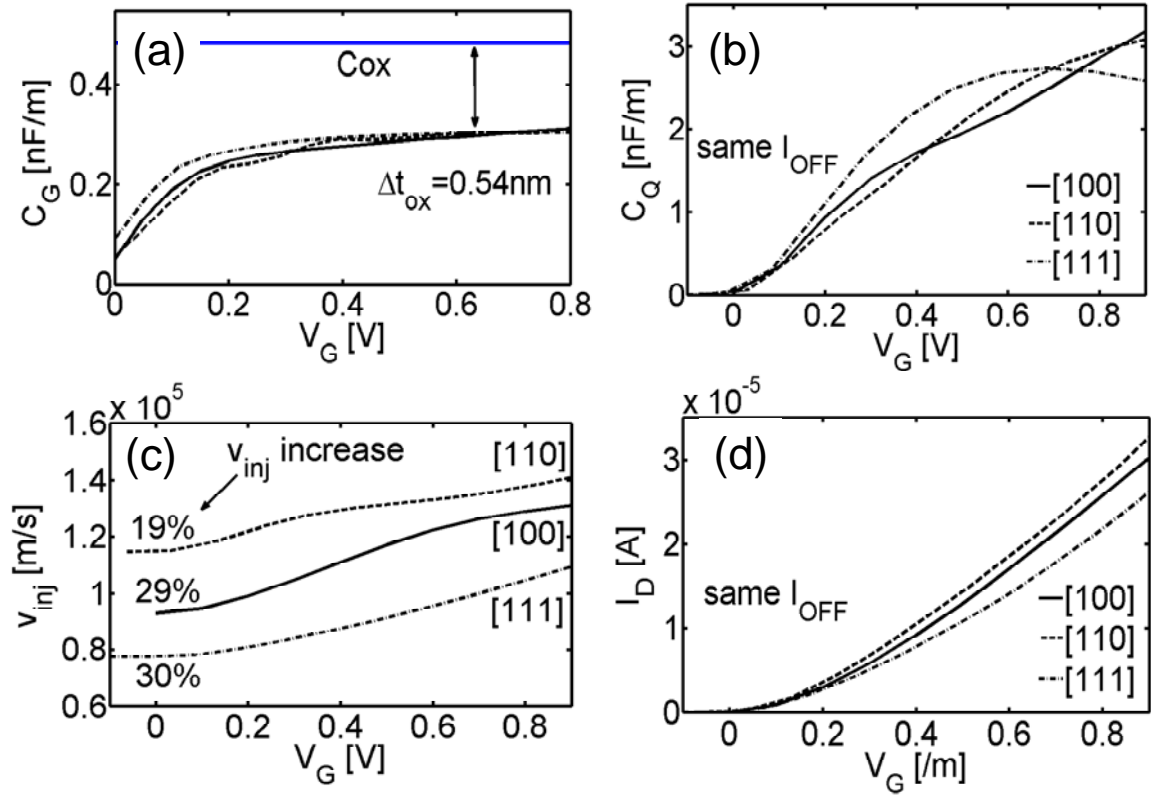 (a)
Cox
Δt_ox=0.54nm
C_G [nF/m]
0.4
0.2
0
0 0.2 0.4 0.6 0.8
V_G [V]
(b)
same I_OFF
[100]
[110]
[111]
C_Q [nF/m]
3
2
1
0
0 0.2 0.4 0.6 0.8
V_G [V]
x 10^5
(c)
v_inj increase
[110]
19%
[100]
29%
[111]
30%
v_inj [m/s]
1.6
1.4
1.2
1
0.8
0.6
0 0.2 0.4 0.6 0.8
V_G [V]
x 10^-5
(d)
same I_OFF
[100]
[110]
[111]
I_D [A]
3
2
1
0
0 0.2 0.4 0.6 0.8
V_G [/m]